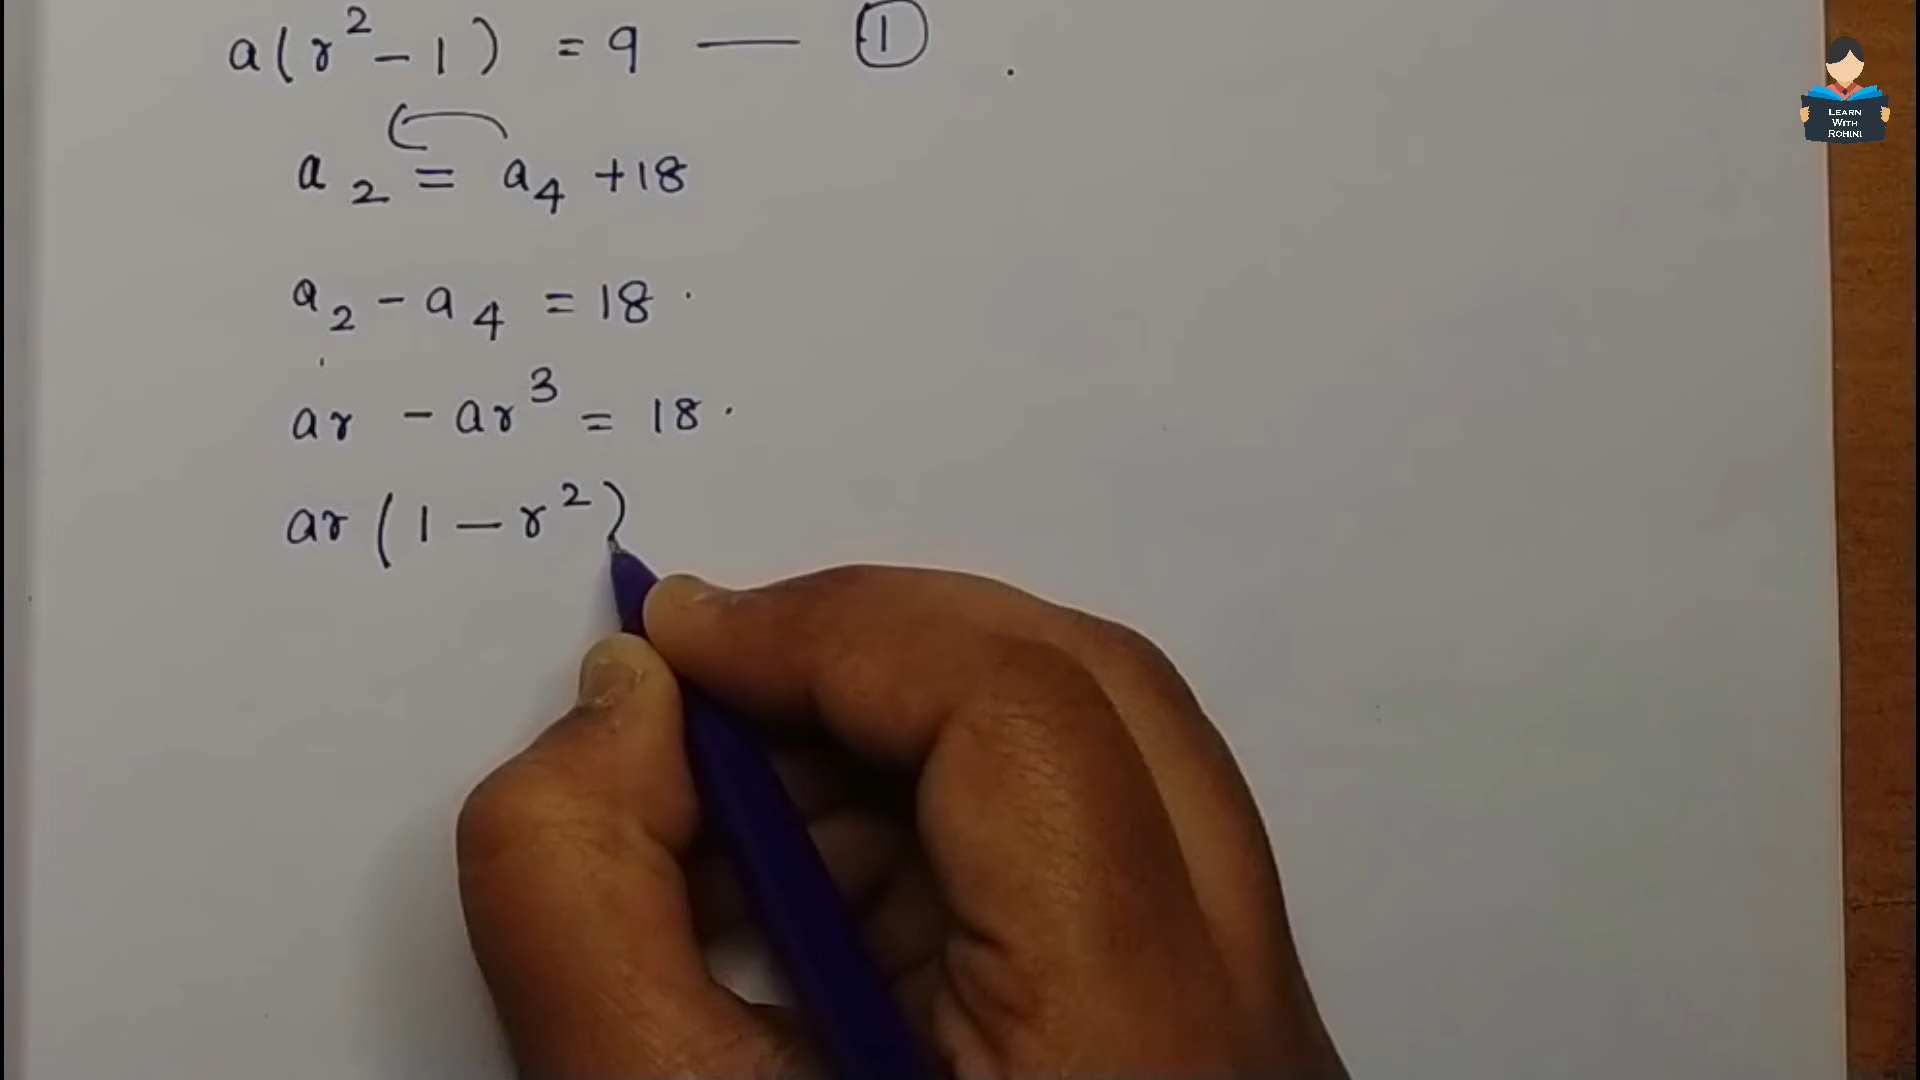 a(r² - 1) = 9 — ①
a₂ = a₄ + 18
a₂ - a₄ = 18.
ar - ar³ = 18.
ar(1 - r²)
LEARN
WITH
ROHINI